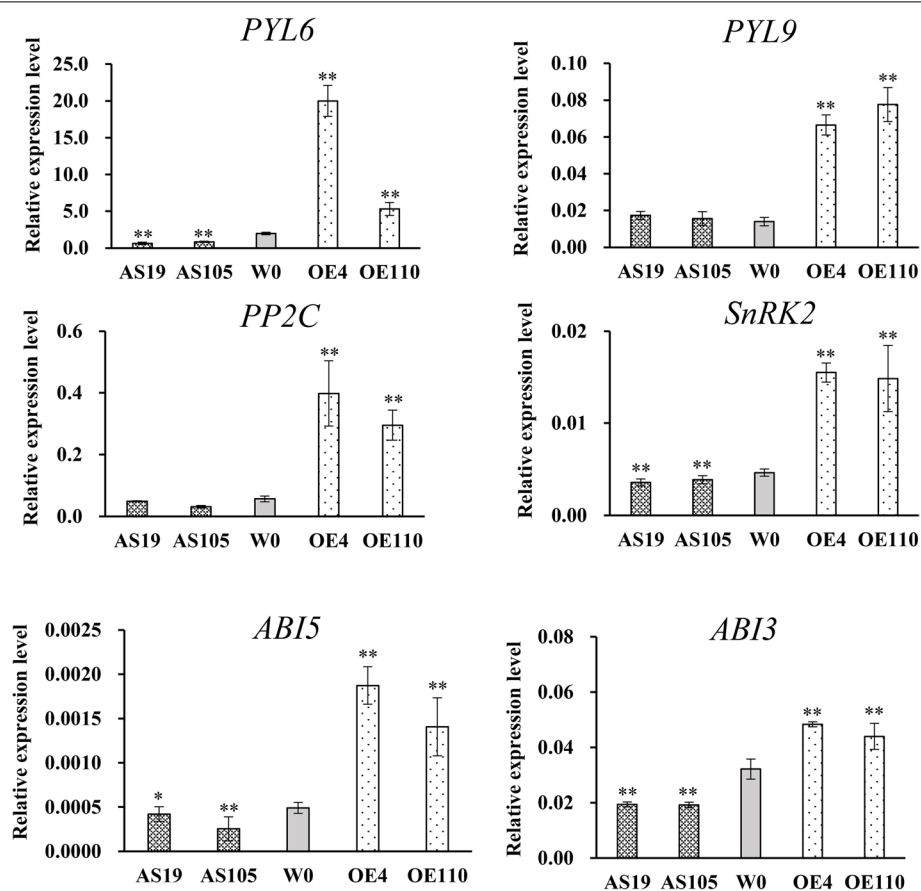 PYL6
Relative expression level
25.0
20.0
15.0
10.0
5.0
0.0
**
**
**
**
AS19 AS105 W0 OE4 OE110
PYL9
Relative expression level
0.10
0.08
0.06
0.04
0.02
0.00
**
**
AS19 AS105 W0 OE4 OE110
PP2C
Relative expression level
0.6
0.4
0.2
0.0
**
**
AS19 AS105 W0 OE4 OE110
SnRK2
Relative expression level
0.02
0.01
0.00
**
**
**
**
AS19 AS105 W0 OE4 OE110
ABI5
Relative expression level
0.0025
0.0020
0.0015
0.0010
0.0005
0.0000
*
**
**
**
AS19 AS105 W0 OE4 OE110
ABI3
Relative expression level
0.08
0.06
0.04
0.02
0.00
**
**
**
**
AS19 AS105 W0 OE4 OE110